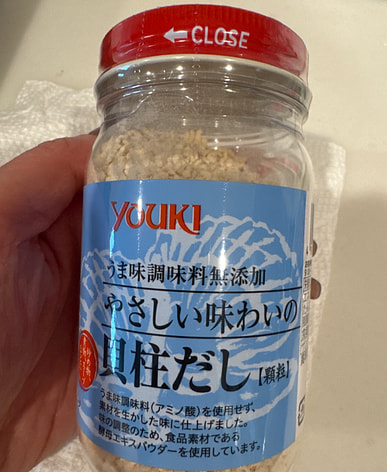 ←CLOSE
YOUKI
うま味調味料無添加
やさしい味わいの
貝柱だし【顆粒】
うま味調味料(アミノ酸)を使用せず、
素材を生かした味に仕上げました。
味の調整のため、食品素材である
酵母エキスパウダーを使用しています。